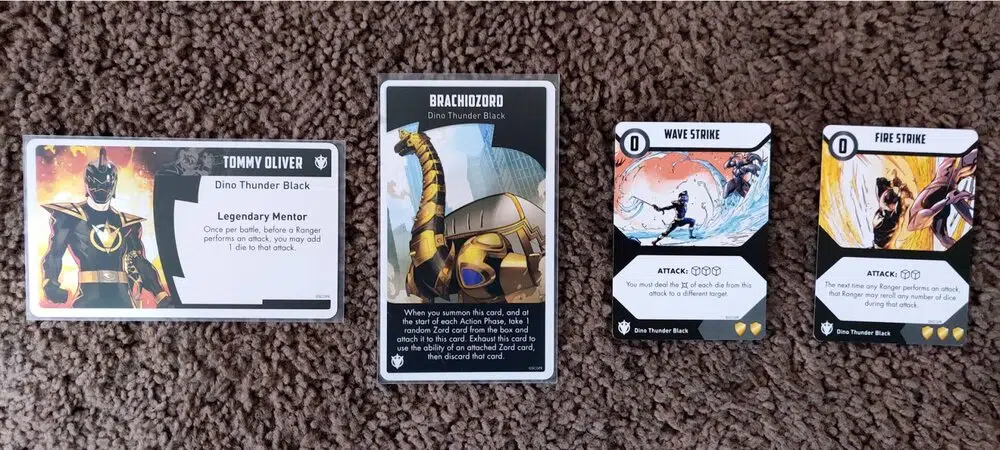 TOMMY OLIVER
Dino Thunder Black
Legendary Mentor
Once per battle, before a Ranger
performs an attack, you may add
1 die to that attack.
BRACHIOZORD
Dino Thunder Black
When you summon this card, and at
the start of each Action Phase, take 1
random Zord card from the box and
attach it to this card. Exhaust this card to
use the ability of an attached Zord card,
then discard that card.
0
WAVE STRIKE
ATTACK:
You must deal the of each die from this
attack to a different target.
Dino Thunder Black
0
FIRE STRIKE
ATTACK:
The next time any Ranger performs an attack,
that Ranger may reroll any number of dice
during that attack.
Dino Thunder Black